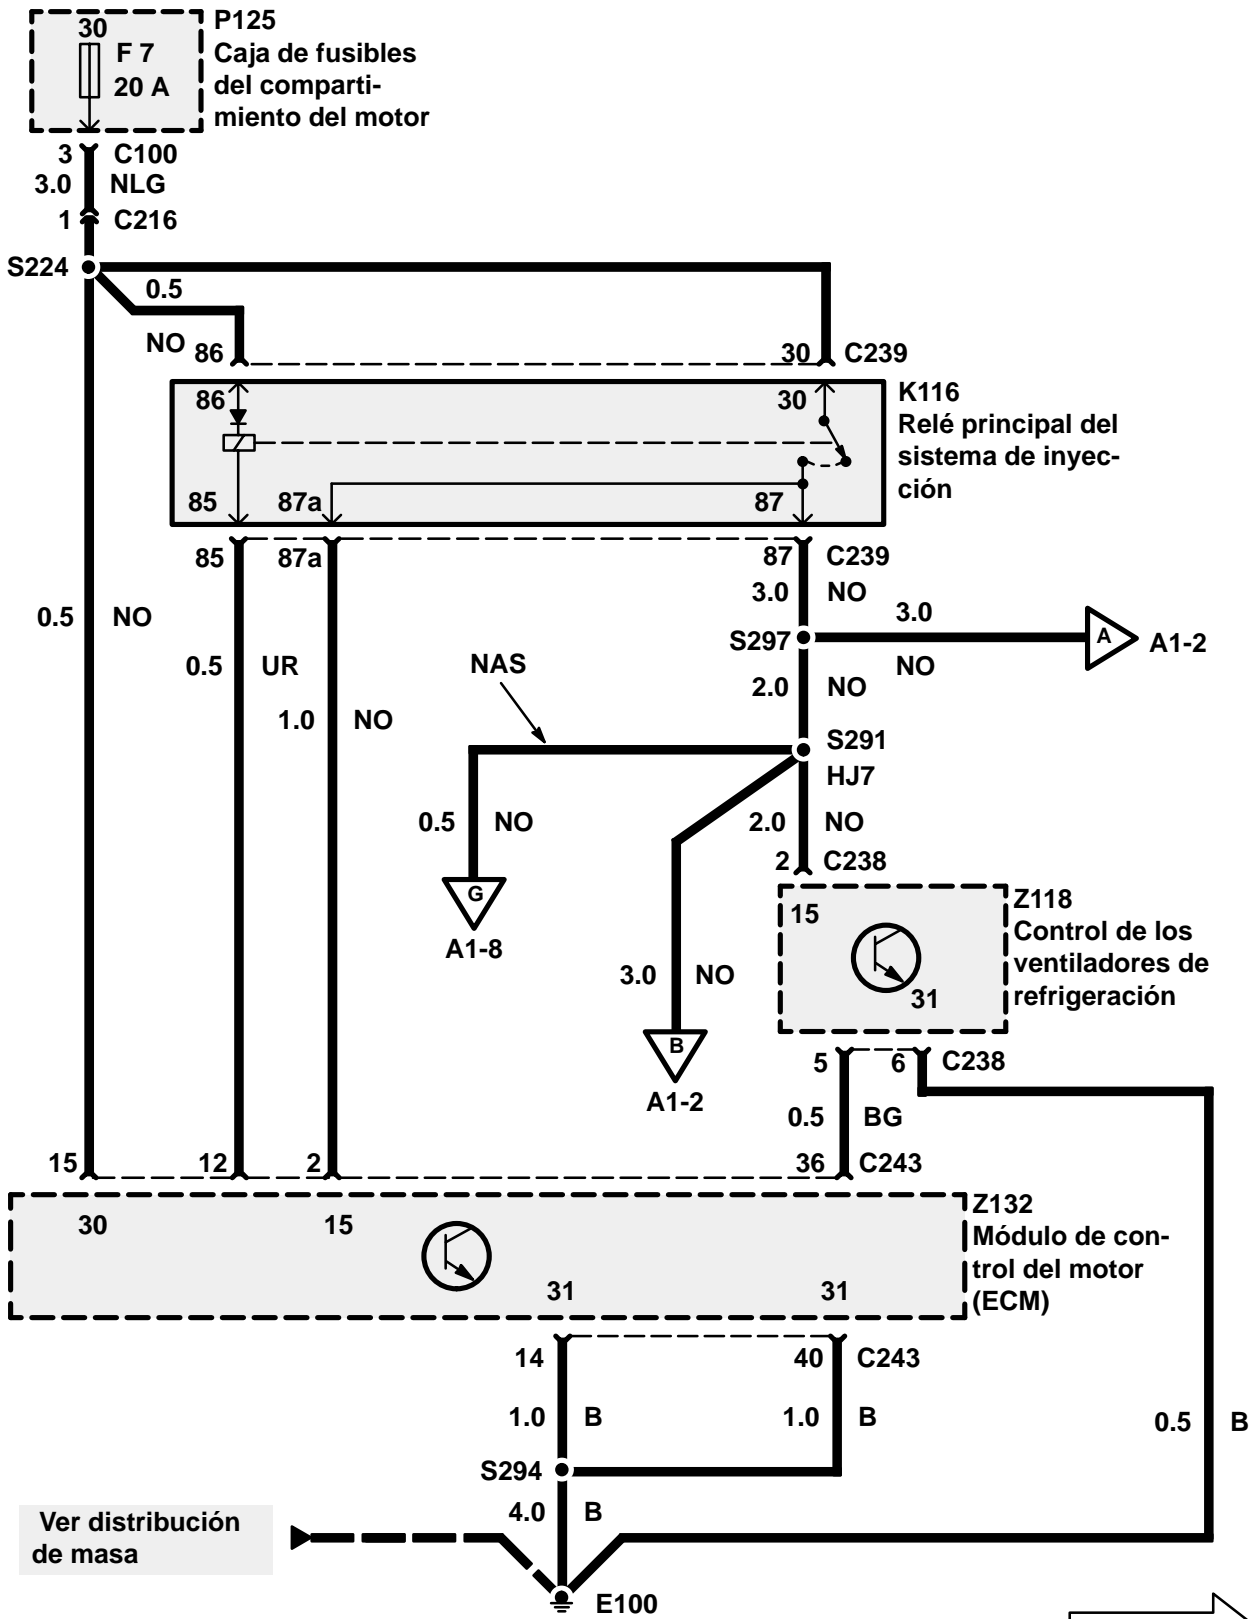 P125
30
F 7
Caja de fusibles
del comparti-
20 A
miento del motor
3 C100
3.0 NLG
1 C216
S224
0.5
NO
86
30 C239
86
30
K116
Relé principal del
sistema de inyec-
ción
85
87a
87
85
87a
87 C239
3.0 NO
0.5 NO
3.0
S297
A
A1-2
NO
0.5 UR
NAS
2.0 NO
1.0 NO
S291
HJ7
0.5 NO
2.0 NO
2 C238
G
A1-8
Z118
15
Control de los
ventiladores de
refrigeración
31
3.0 NO
B
A1-2
5
6 C238
0.5 BG
15
12
2
36 C243
Z132
30
15
Módulo de con-
trol del motor
(ECM)
31
31
14
40 C243
1.0 B
1.0 B
0.5 B
S294
4.0 B
Ver distribución
de masa
E100